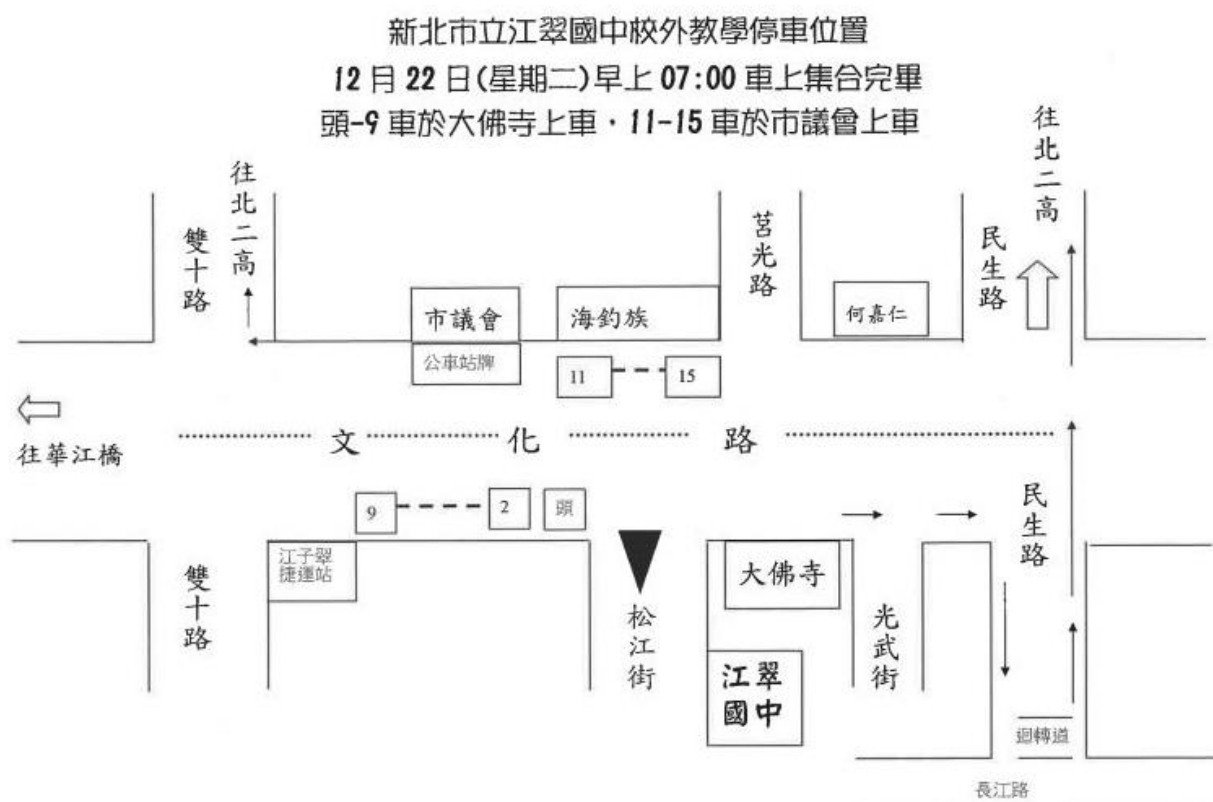 新北市立江翠國中校外教學停車位置
12月22日(星期二)早上07:00車上集合完畢
頭-9車於大佛寺上車，11-15車於市議會上車
往北二高
雙十路
往北二高
莒光路
民生路
市議會
海釣族
何嘉仁
公車站牌
11
15
往華江橋
文化路
9
2
頭
民生路
江子翠
捷運站
雙十路
松江街
大佛寺
光武街
江翠
國中
迴轉道
長江路